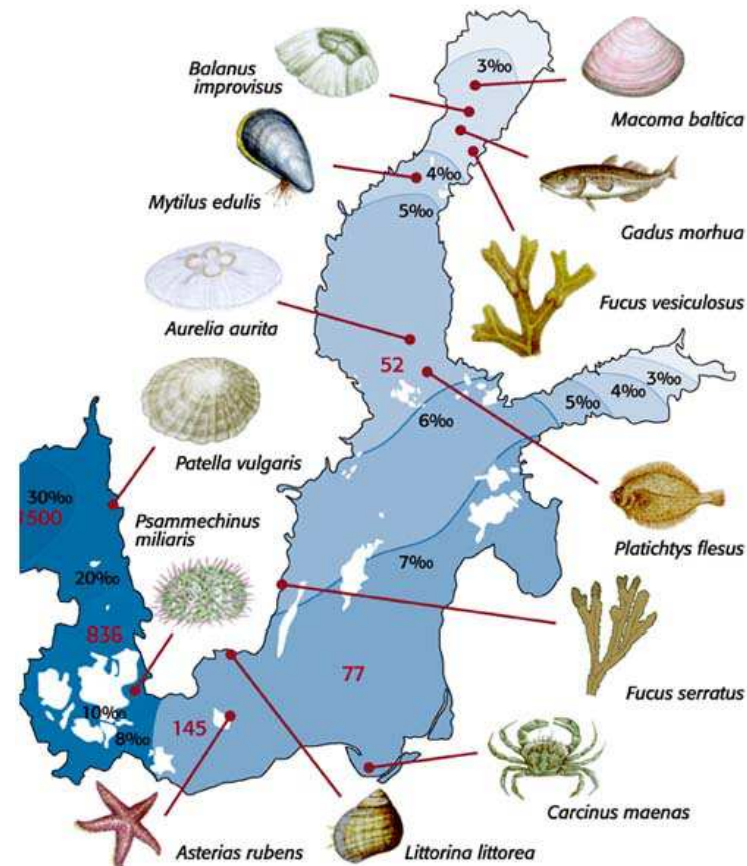 Balanus
improvisus
3‰
Macoma baltica
Mytilus edulis
4‰
Gadus morhua
5‰
Fucus vesiculosus
Aurelia aurita
52
3‰
4‰
5‰
6‰
Patella vulgaris
30‰
1500
Psammechinus
miliaris
Platichtys flesus
7‰
20‰
836
77
Fucus serratus
10‰
145
8‰
Carcinus maenas
Asterias rubens
Littorina littorea